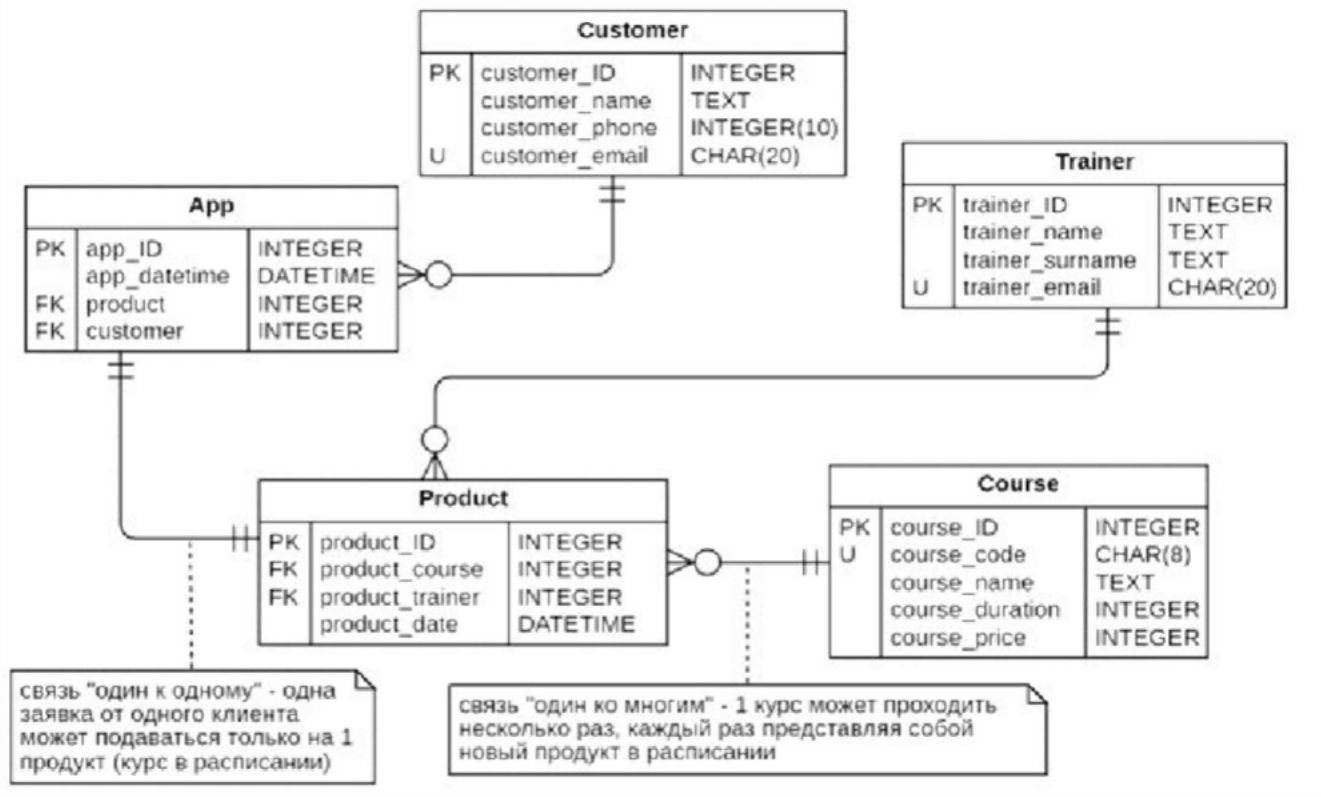 Customer
PK customer_ID INTEGER
customer_name TEXT
customer_phone INTEGER(10)
U customer_email CHAR(20)
Trainer
PK trainer_ID INTEGER
trainer_name TEXT
trainer_surname TEXT
U trainer_email CHAR(20)
App
PK app_ID INTEGER
app_datetime DATETIME
FK product INTEGER
FK customer INTEGER
Product
PK product_ID INTEGER
FK product_course INTEGER
FK product_trainer INTEGER
product_date DATETIME
Course
PK course_ID INTEGER
U course_code CHAR(8)
course_name TEXT
course_duration INTEGER
course_price INTEGER
связь "один к одному" - одна
заявка от одного клиента
может подаваться только на 1
продукт (курс в расписании)
связь "один ко многим" - 1 курс может проходить
несколько раз, каждый раз представляя собой
новый продукт в расписании